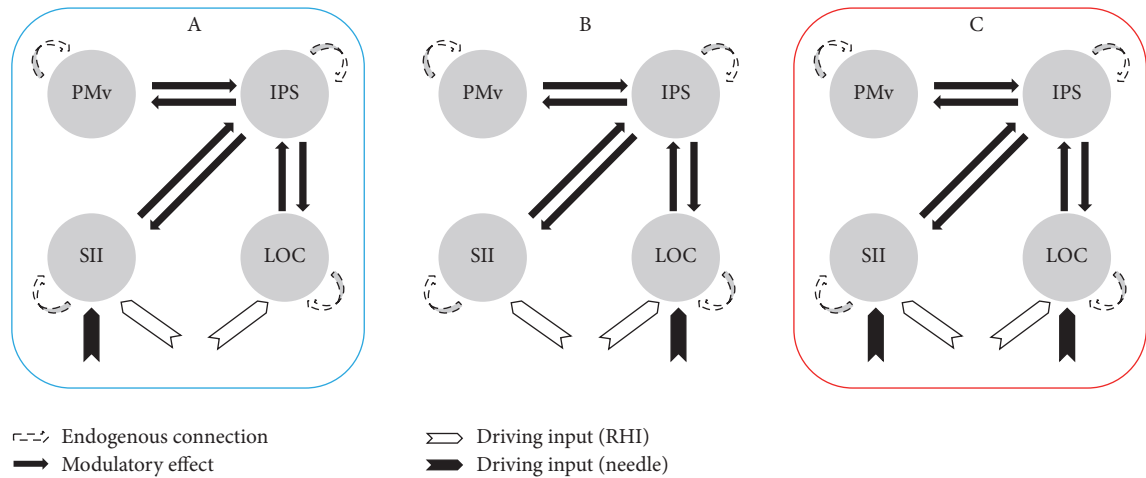 A B C
PMv IPS PMv IPS PMv IPS
SII LOC SII LOC SII LOC
Endogenous connection Driving input (RHI)
Modulatory effect Driving input (needle)